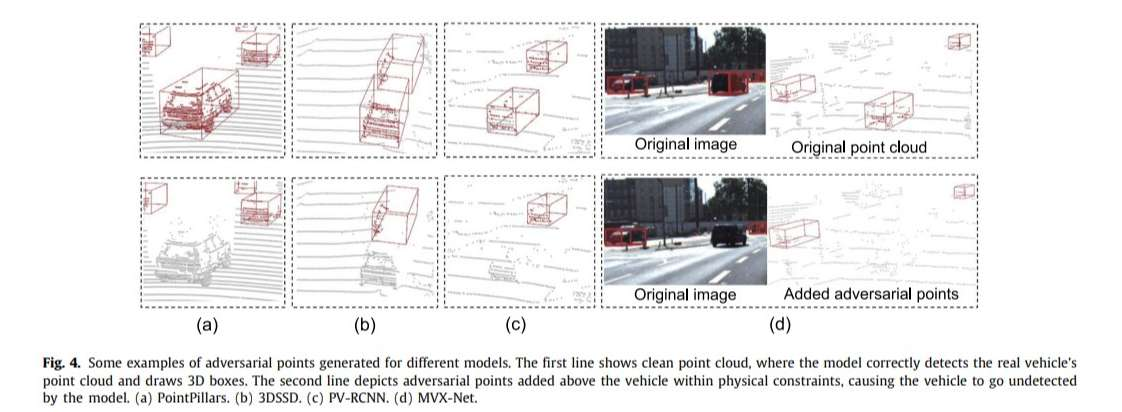 Original image
Original point cloud
Original image
Added adversarial points
(a)
(b)
(c)
(d)
Fig. 4. Some examples of adversarial points generated for different models. The first line shows clean point cloud, where the model correctly detects the real vehicle's
point cloud and draws 3D boxes. The second line depicts adversarial points added above the vehicle within physical constraints, causing the vehicle to go undetected
by the model. (a) PointPillars. (b) 3DSSD. (c) PV-RCNN. (d) MVX-Net.